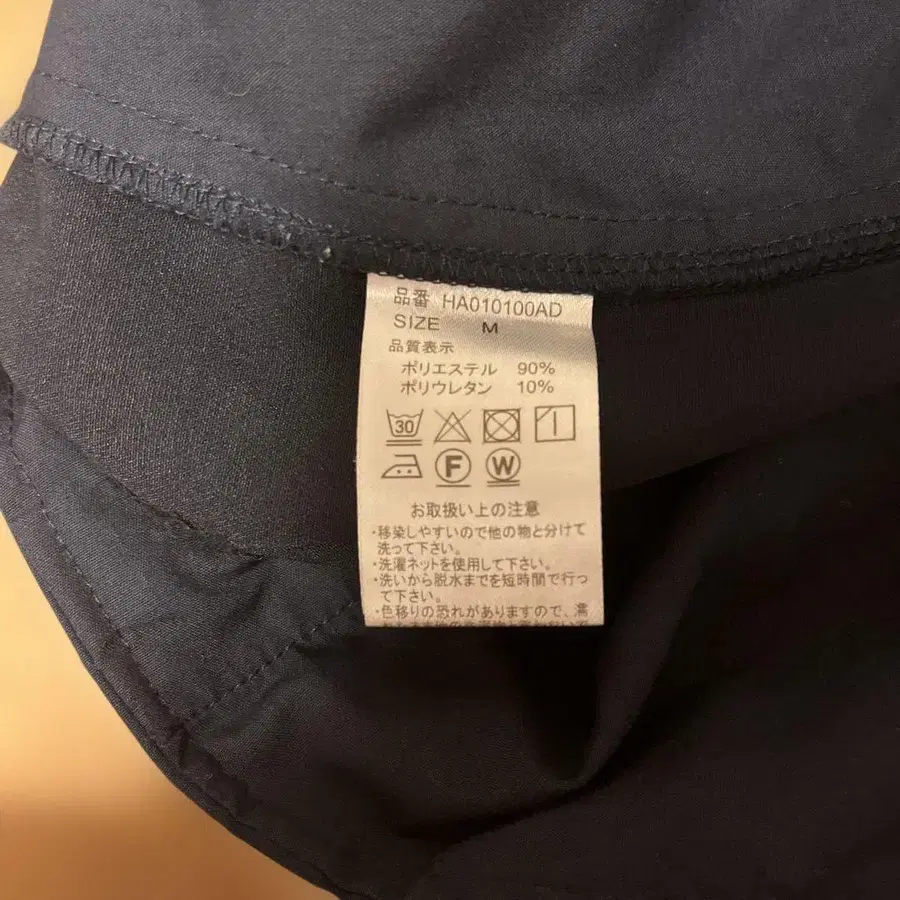 品番 HA010100AD
SIZE M
品質表示
ポリエステル 90%
ポリウレタン 10%
30
F W
お取扱い上の注意
・移染しやすいので他の物と分けて
洗って下さい。
・洗濯ネットを使用して下さい。
・洗いから脱水までを短時間で行っ
て下さい。
・色移りの恐れがありますので、濡